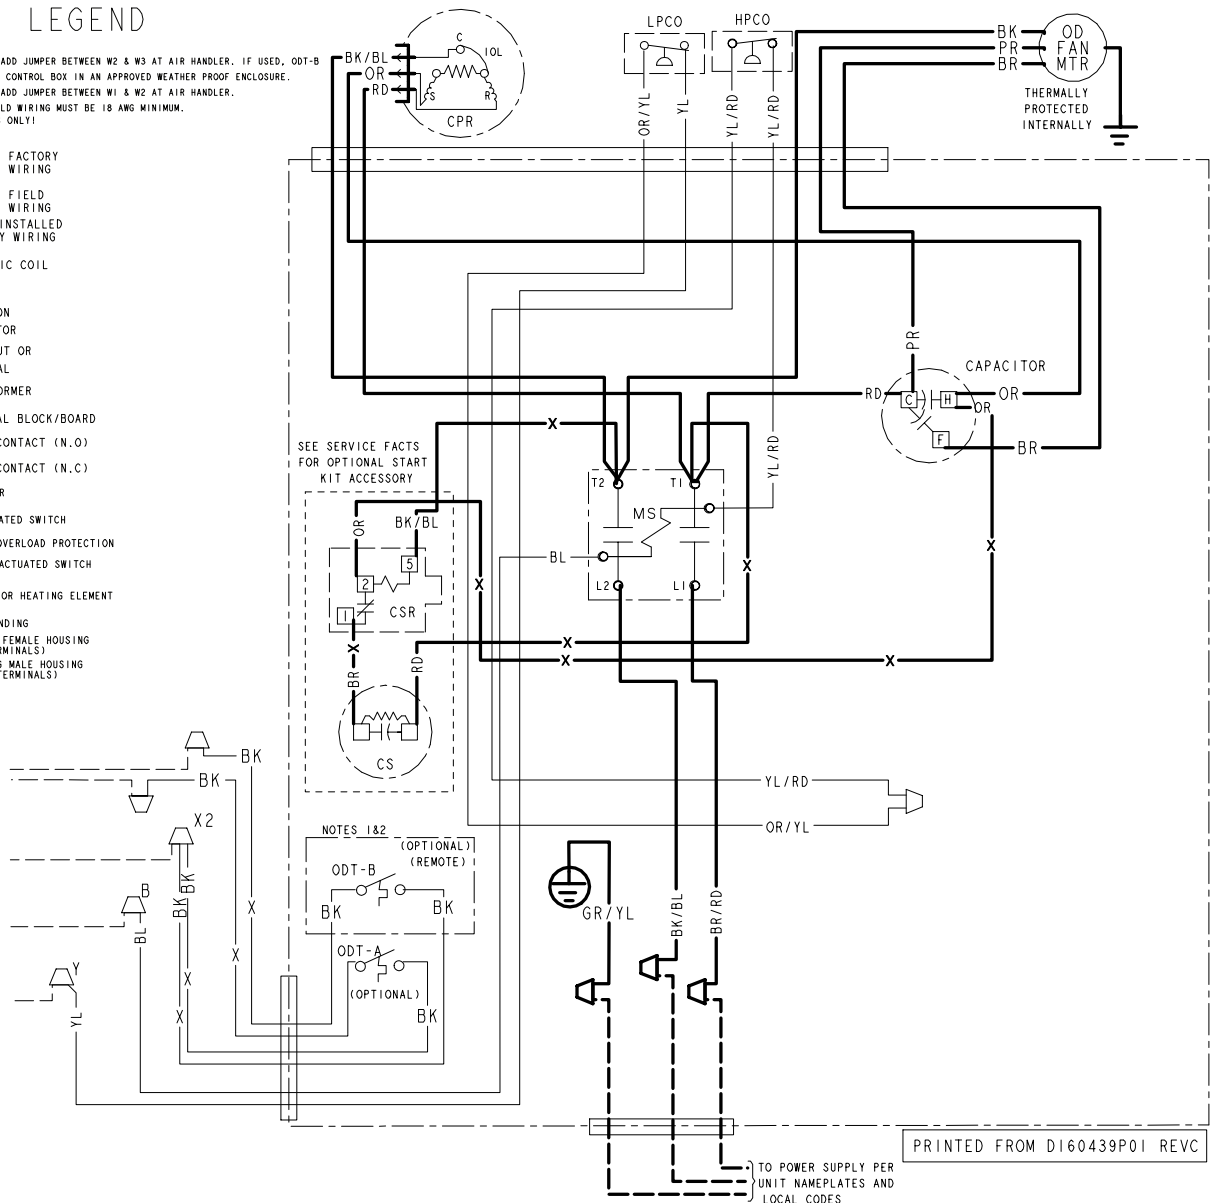 LEGEND
ADD JUMPER BETWEEN W2 & W3 AT AIR HANDLER. IF USED, ODT-B
CONTROL BOX IN AN APPROVED WEATHER PROOF ENCLOSURE.
ADD JUMPER BETWEEN W1 & W2 AT AIR HANDLER.
LD WIRING MUST BE 18 AWG MINIMUM.
ONLY!
FACTORY
WIRING
FIELD
WIRING
INSTALLED
Y WIRING
IC COIL
ON
TOR
UT OR
AL
ORMER
AL BLOCK/BOARD
CONTACT (N.O)
CONTACT (N.C)
R
ATED SWITCH
OVERLOAD PROTECTION
ACTUATED SWITCH
OR HEATING ELEMENT
NDING
FEMALE HOUSING
RMINALS)
G MALE HOUSING
TERMINALS)
BK/BL
OR
RD
C
IOL
S
R
CPR
LPCO
HPCO
OR/YL
YL
YL/RD
YL/RD
BK
PR
BR
OD
FAN
MTR
THERMALLY
PROTECTED
INTERNALLY
PR
CAPACITOR
RD
C
H
F
OR
OR
BR
YL/RD
SEE SERVICE FACTS
FOR OPTIONAL START
KIT ACCESSORY
X
OR
BK/BL
2
5
1
CSR
X
X
BR
RD
CS
T2
T1
MS
L2
L1
BL
X
X
X
X
X
YL/RD
OR/YL
BK
BK
X2
BK
BK
B
BL
Y
YL
X
X
X
X
NOTES 1&2
(OPTIONAL)
(REMOTE)
ODT-B
BK
BK
ODT-A
(OPTIONAL)
BK
GR/YL
BK/BL
BR/RD
PRINTED FROM D160439P01 REVC
TO POWER SUPPLY PER
UNIT NAMEPLATES AND
LOCAL CODES